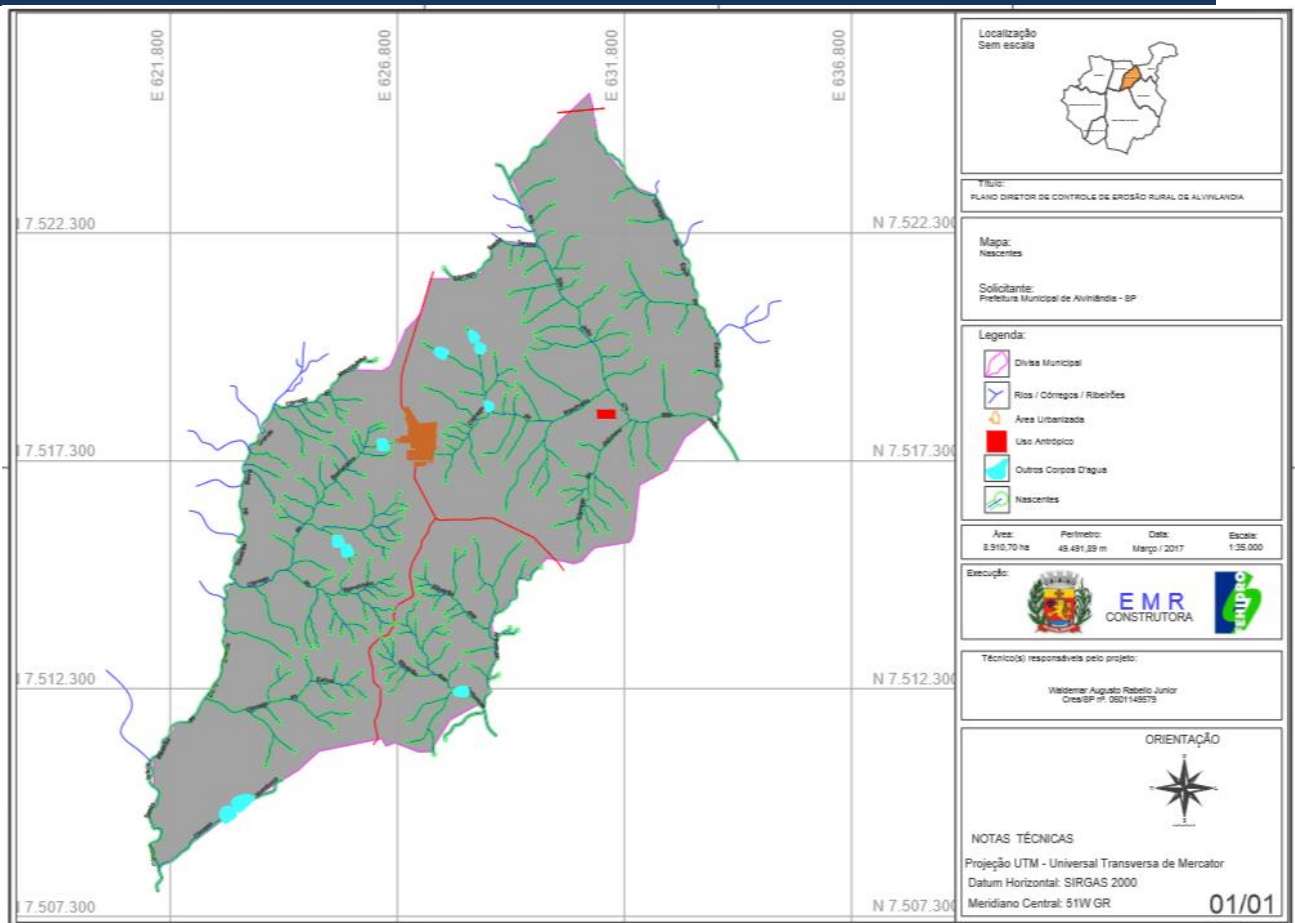 E 621.800
E 626.800
E 631.800
E 636.800
7.522.300
N 7.522.300
7.517.300
N 7.517.300
7.512.300
N 7.512.300
7.507.300
N 7.507.300
Localização
Sem escala
Título:
PLANO DIRETOR DE CONTROLE DE EROSÃO RURAL DE ALVINLANDIA
Mapa:
Nascentes
Solicitante:
Prefeitura Municipal de Alvinlândia - SP
Legenda:
Divisa Municipal
Rios / Córregos / Ribeirões
Área Urbanizada
Uso Antrópico
Outros Corpos D'agua
Nascentes
Área: Perímetro: Data: Escala:
8.910,70 ha 49.491,89 m Março / 2017 1:35.000
Execução:
E M R
CONSTRUTORA
FEHIDRO
Técnico(s) responsáveis pelo projeto:
Waldemar Augusto Rabello Junior
Crea/SP nº. 0601149579
ORIENTAÇÃO
NOTAS TÉCNICAS
Projeção UTM - Universal Transversa de Mercator
Datum Horizontal: SIRGAS 2000
Meridiano Central: 51W GR
01/01